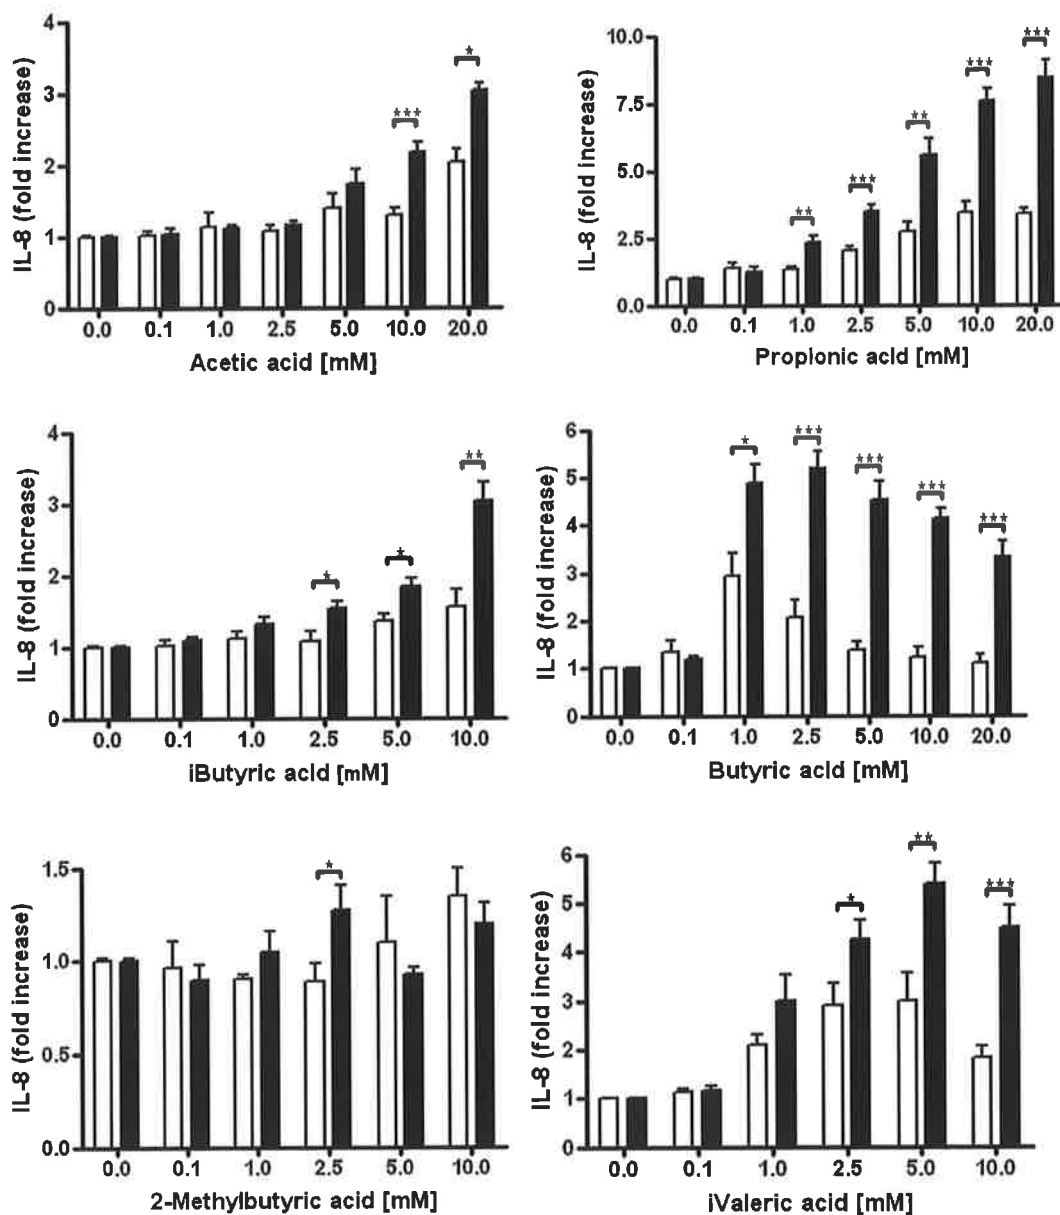 IL-8 (fold increase)
4
3
2
1
0
*
***
0.0 0.1 1.0 2.5 5.0 10.0 20.0
Acetic acid [mM]
IL-8 (fold increase)
10.0
7.5
5.0
2.5
0.0
**
***
**
***
***
0.0 0.1 1.0 2.5 5.0 10.0 20.0
Propionic acid [mM]
IL-8 (fold increase)
4
3
2
1
0
*
*
**
0.0 0.1 1.0 2.5 5.0 10.0
iButyric acid [mM]
IL-8 (fold increase)
6
5
4
3
2
1
0
*
***
***
***
***
0.0 0.1 1.0 2.5 5.0 10.0 20.0
Butyric acid [mM]
IL-8 (fold increase)
1.5
1.0
0.5
0.0
*
0.0 0.1 1.0 2.5 5.0 10.0
2-Methylbutyric acid [mM]
IL-8 (fold increase)
6
5
4
3
2
1
0
*
**
***
0.0 0.1 1.0 2.5 5.0 10.0
iValeric acid [mM]